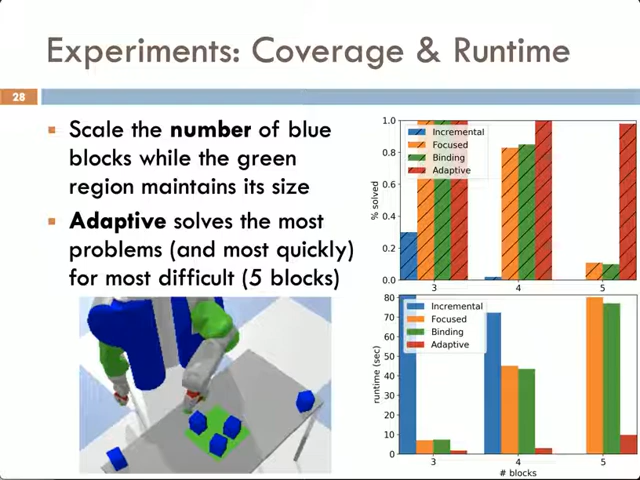 Experiments: Coverage & Runtime
28
Scale the number of blue
blocks while the green
region maintains its size
Adaptive solves the most
problems (and most quickly)
for most difficult (5 blocks)
1.0
0.8
0.6
0.4
0.2
0.0
% solved
Incremental
Focused
Binding
Adaptive
3
4
5
80
70
60
50
40
30
20
10
0
runtime (sec)
Incremental
Focused
Binding
Adaptive
3
4
5
# blocks